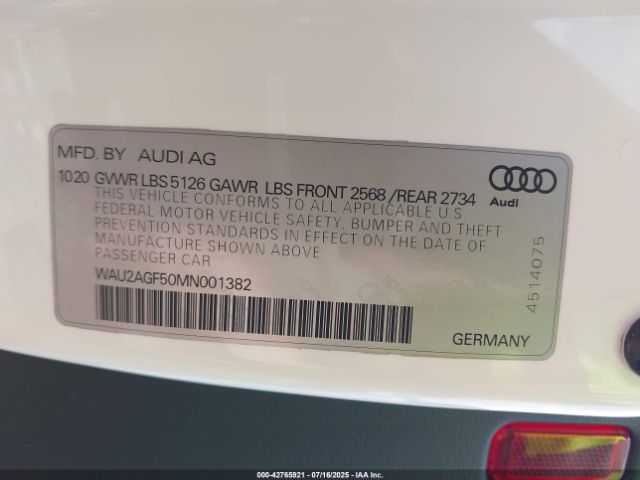 MFD. BY AUDI AG
1020 GVWR LBS 5126 GAWR LBS FRONT 2568 /REAR 2734
THIS VEHICLE CONFORMS TO ALL APPLICABLE U.S.
FEDERAL MOTOR VEHICLE SAFETY, BUMPER AND THEFT
PREVENTION STANDARDS IN EFFECT ON THE DATE OF
MANUFACTURE SHOWN ABOVE
PASSENGER CAR
WAU2AGF50MN001382
Audi
4514075
GERMANY
000-42765921 - 07/16/2025 - IAA, Inc.